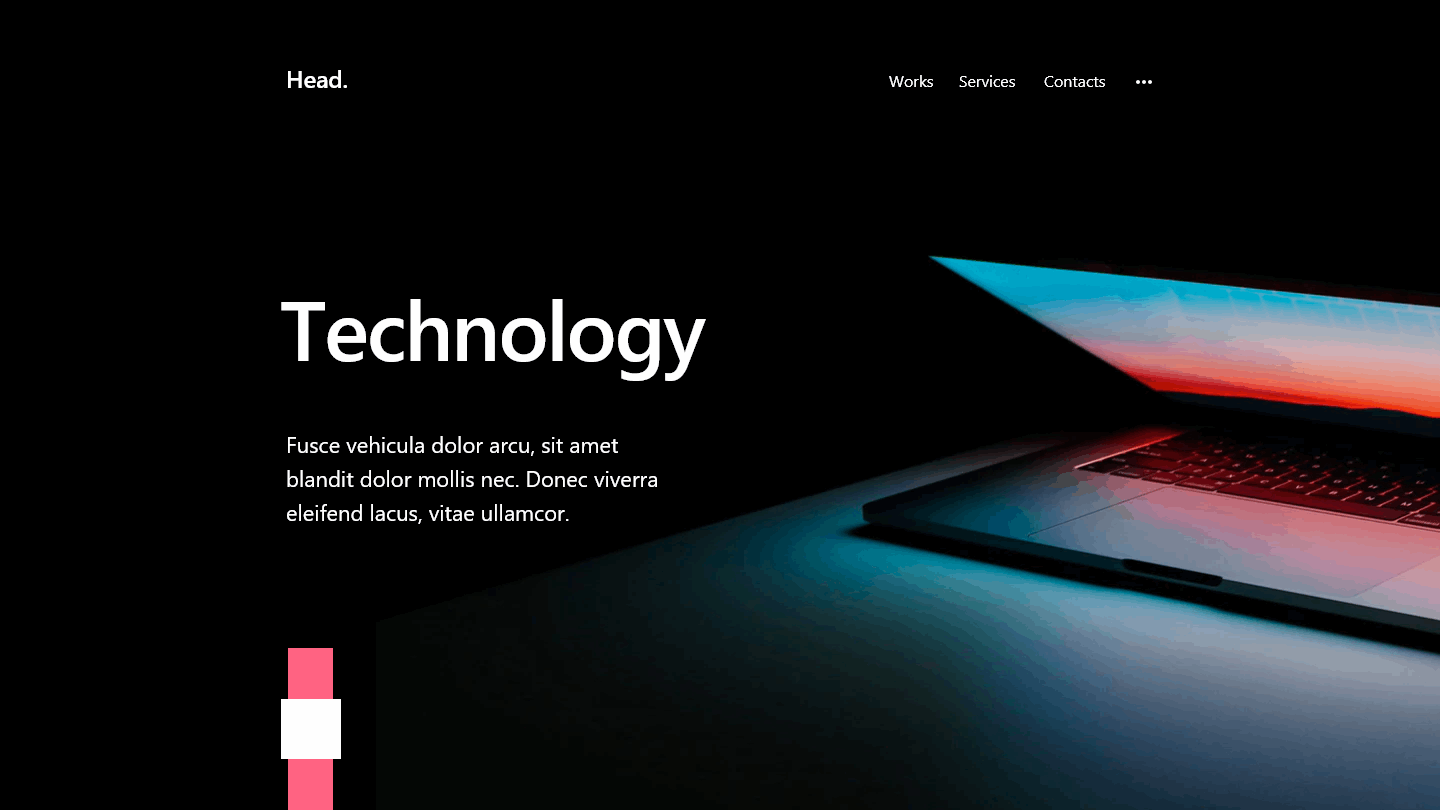 Head.
Works Services Contacts •••
Technology
Fusce vehicula dolor arcu, sit amet
blandit dolor mollis nec. Donec viverra
eleifend lacus, vitae ullamcor.